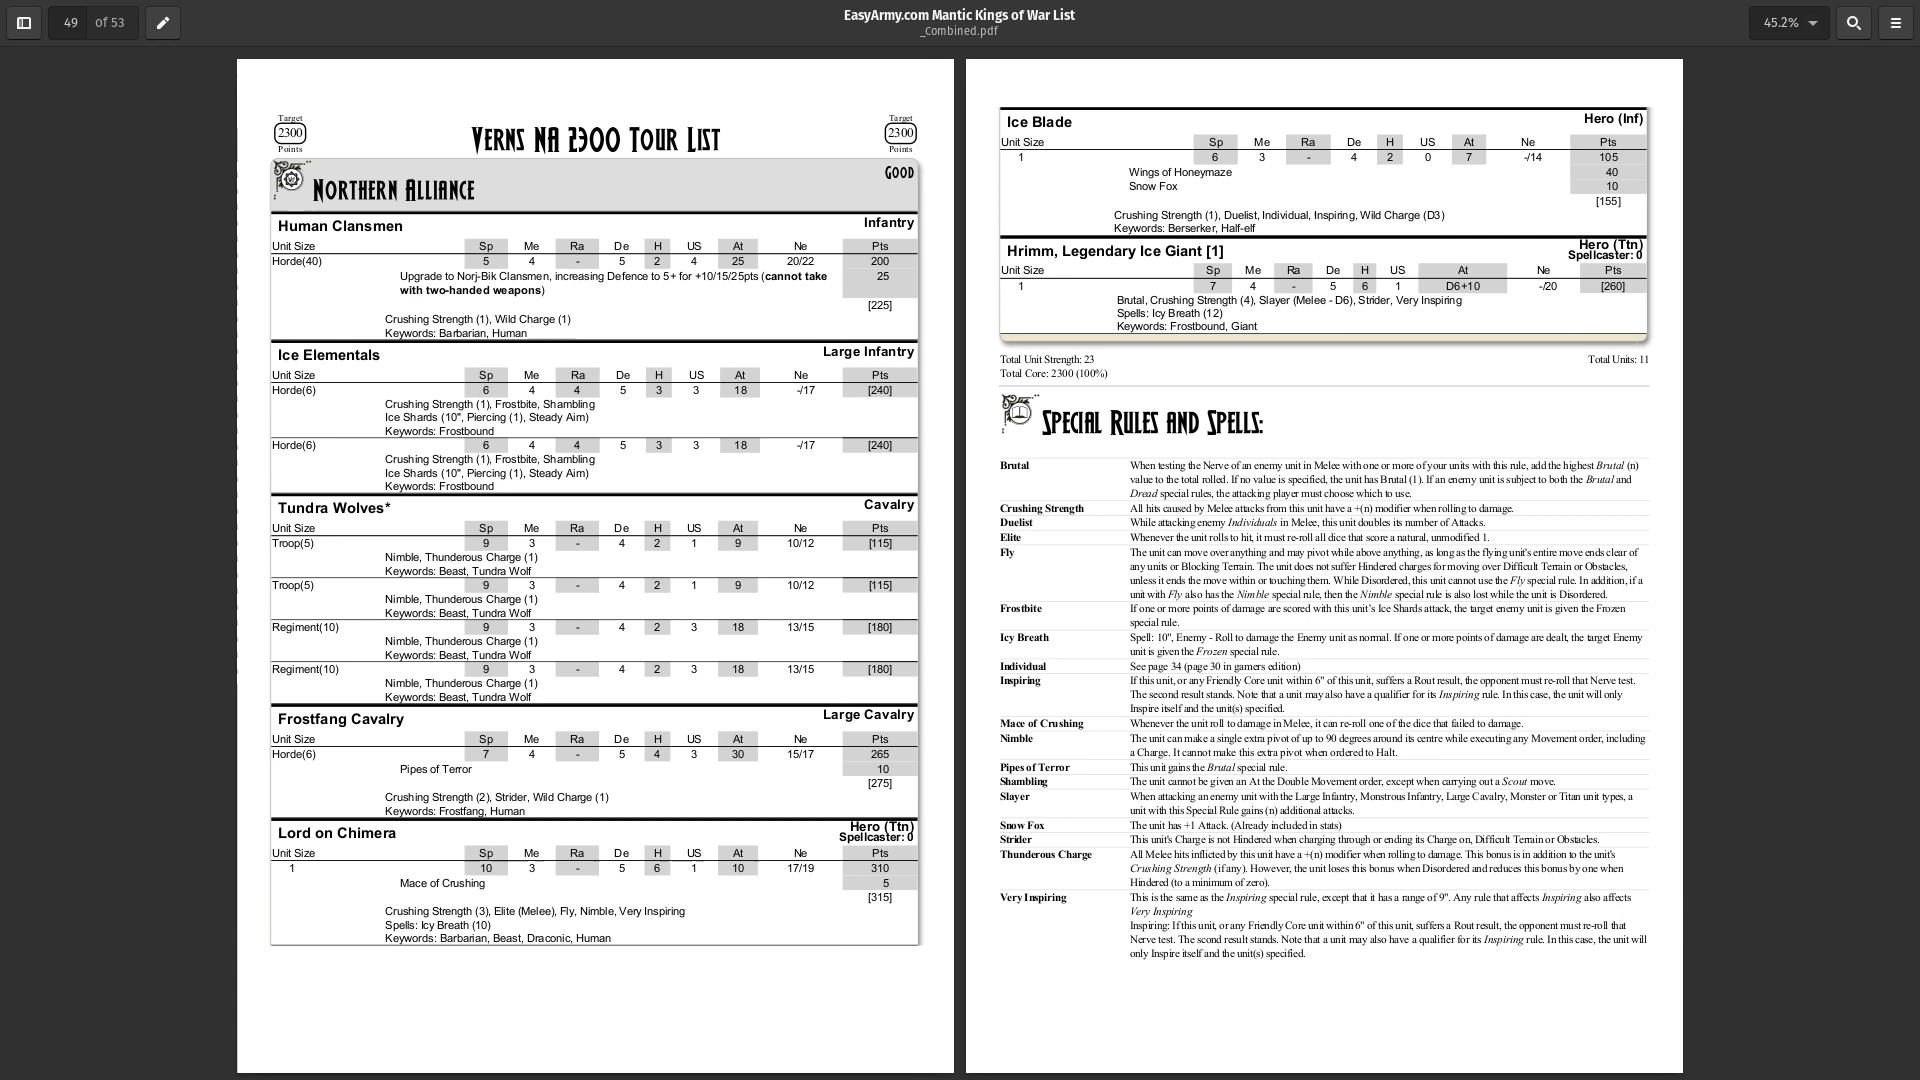 49 of 53
EasyArmy.com Mantic Kings of War List
_Combined.pdf
45.2%
Target
2300
Points
VERNS NA 2300 TOUR LIST
Target
2300
Points
NORTHERN ALLIANCE
GOOD
Human Clansmen Infantry
Unit Size Sp Me Ra De H US At Ne Pts
Horde(40) 5 4 - 5 2 4 25 20/22 200
Upgrade to Norj-Bik Clansmen, increasing Defence to 5+ for +10/15/25pts (cannot take 25
with two-handed weapons)
[225]
Crushing Strength (1), Wild Charge (1)
Keywords: Barbarian, Human
Ice Elementals Large Infantry
Unit Size Sp Me Ra De H US At Ne Pts
Horde(6) 6 4 4 5 3 3 18 -/17 [240]
Crushing Strength (1), Frostbite, Shambling
Ice Shards (10", Piercing (1), Steady Aim)
Keywords: Frostbound
Horde(6) 6 4 4 5 3 3 18 -/17 [240]
Crushing Strength (1), Frostbite, Shambling
Ice Shards (10", Piercing (1), Steady Aim)
Keywords: Frostbound
Tundra Wolves* Cavalry
Unit Size Sp Me Ra De H US At Ne Pts
Troop(5) 9 3 - 4 2 1 9 10/12 [115]
Nimble, Thunderous Charge (1)
Keywords: Beast, Tundra Wolf
Troop(5) 9 3 - 4 2 1 9 10/12 [115]
Nimble, Thunderous Charge (1)
Keywords: Beast, Tundra Wolf
Regiment(10) 9 3 - 4 2 3 18 13/15 [180]
Nimble, Thunderous Charge (1)
Keywords: Beast, Tundra Wolf
Regiment(10) 9 3 - 4 2 3 18 13/15 [180]
Nimble, Thunderous Charge (1)
Keywords: Beast, Tundra Wolf
Frostfang Cavalry Large Cavalry
Unit Size Sp Me Ra De H US At Ne Pts
Horde(6) 7 4 - 5 4 3 30 15/17 265
Pipes of Terror 10
[275]
Crushing Strength (2), Strider, Wild Charge (1)
Keywords: Frostfang, Human
Lord on Chimera Hero (Ttn)
Spellcaster: 0
Unit Size Sp Me Ra De H US At Ne Pts
1 10 3 - 5 6 1 10 17/19 310
Mace of Crushing 5
[315]
Crushing Strength (3), Elite (Melee), Fly, Nimble, Very Inspiring
Spells: Icy Breath (10)
Keywords: Barbarian, Beast, Draconic, Human
Ice Blade Hero (Inf)
Unit Size Sp Me Ra De H US At Ne Pts
1 6 3 - 4 2 0 7 -/14 105
Wings of Honeymaze 40
Snow Fox 10
[155]
Crushing Strength (1), Duelist, Individual, Inspiring, Wild Charge (D3)
Keywords: Berserker, Half-elf
Hrimm, Legendary Ice Giant [1] Hero (Ttn)
Spellcaster: 0
Unit Size Sp Me Ra De H US At Ne Pts
1 7 4 - 5 6 1 D6+10 -/20 [260]
Brutal, Crushing Strength (4), Slayer (Melee - D6), Strider, Very Inspiring
Spells: Icy Breath (12)
Keywords: Frostbound, Giant
Total Unit Strength: 23 Total Units: 11
Total Core: 2300 (100%)
SPECIAL RULES AND SPELLS:
Brutal When testing the Nerve of an enemy unit in Melee with one or more of your units with this rule, add the highest Brutal (n)
value to the total rolled. If no value is specified, the unit has Brutal (1). If an enemy unit is subject to both the Brutal and
Dread special rules, the attacking player must choose which to use.
Crushing Strength All hits caused by Melee attacks from this unit have a +(n) modifier when rolling to damage.
Duelist While attacking enemy Individuals in Melee, this unit doubles its number of Attacks.
Elite Whenever the unit rolls to hit, it must re-roll all dice that score a natural, unmodified 1.
Fly The unit can move over anything and may pivot while above anything, as long as the flying unit's entire move ends clear of
any units or Blocking Terrain. The unit does not suffer Hindered charges for moving over Difficult Terrain or Obstacles,
unless it ends the move within or touching them. While Disordered, this unit cannot use the Fly special rule. In addition, if a
unit with Fly also has the Nimble special rule, then the Nimble special rule is also lost while the unit is Disordered.
Frostbite If one or more points of damage are scored with this unit's Ice Shards attack, the target enemy unit is given the Frozen
special rule.
Icy Breath Spell: 10", Enemy - Roll to damage the Enemy unit as normal. If one or more points of damage are dealt, the target Enemy
unit is given the Frozen special rule.
Individual See page 34 (page 30 in gamers edition)
Inspiring If this unit, or any Friendly Core unit within 6" of this unit, suffers a Rout result, the opponent must re-roll that Nerve test.
The second result stands. Note that a unit may also have a qualifier for its Inspiring rule. In this case, the unit will only
Inspire itself and the unit(s) specified.
Mace of Crushing Whenever the unit roll to damage in Melee, it can re-roll one of the dice that failed to damage.
Nimble The unit can make a single extra pivot of up to 90 degrees around its centre while executing any Movement order, including
a Charge. It cannot make this extra pivot when ordered to Halt.
Pipes of Terror This unit gains the Brutal special rule.
Shambling The unit cannot be given an At the Double Movement order, except when carrying out a Scout move.
Slayer When attacking an enemy unit with the Large Infantry, Monstrous Infantry, Large Cavalry, Monster or Titan unit types, a
unit with this Special Rule gains (n) additional attacks.
Snow Fox The unit has +1 Attack. (Already included in stats)
Strider This unit's Charge is not Hindered when charging through or ending its Charge on, Difficult Terrain or Obstacles.
Thunderous Charge All Melee hits inflicted by this unit have a +(n) modifier when rolling to damage. This bonus is in addition to the unit's
Crushing Strength (if any). However, the unit loses this bonus when Disordered and reduces this bonus by one when
Hindered (to a minimum of zero).
Very Inspiring This is the same as the Inspiring special rule, except that it has a range of 9". Any rule that affects Inspiring also affects
Very Inspiring
Inspiring: If this unit, or any Friendly Core unit within 6" of this unit, suffers a Rout result, the opponent must re-roll that
Nerve test. The scond result stands. Note that a unit may also have a qualifier for its Inspiring rule. In this case, the unit will
only Inspire itself and the unit(s) specified.